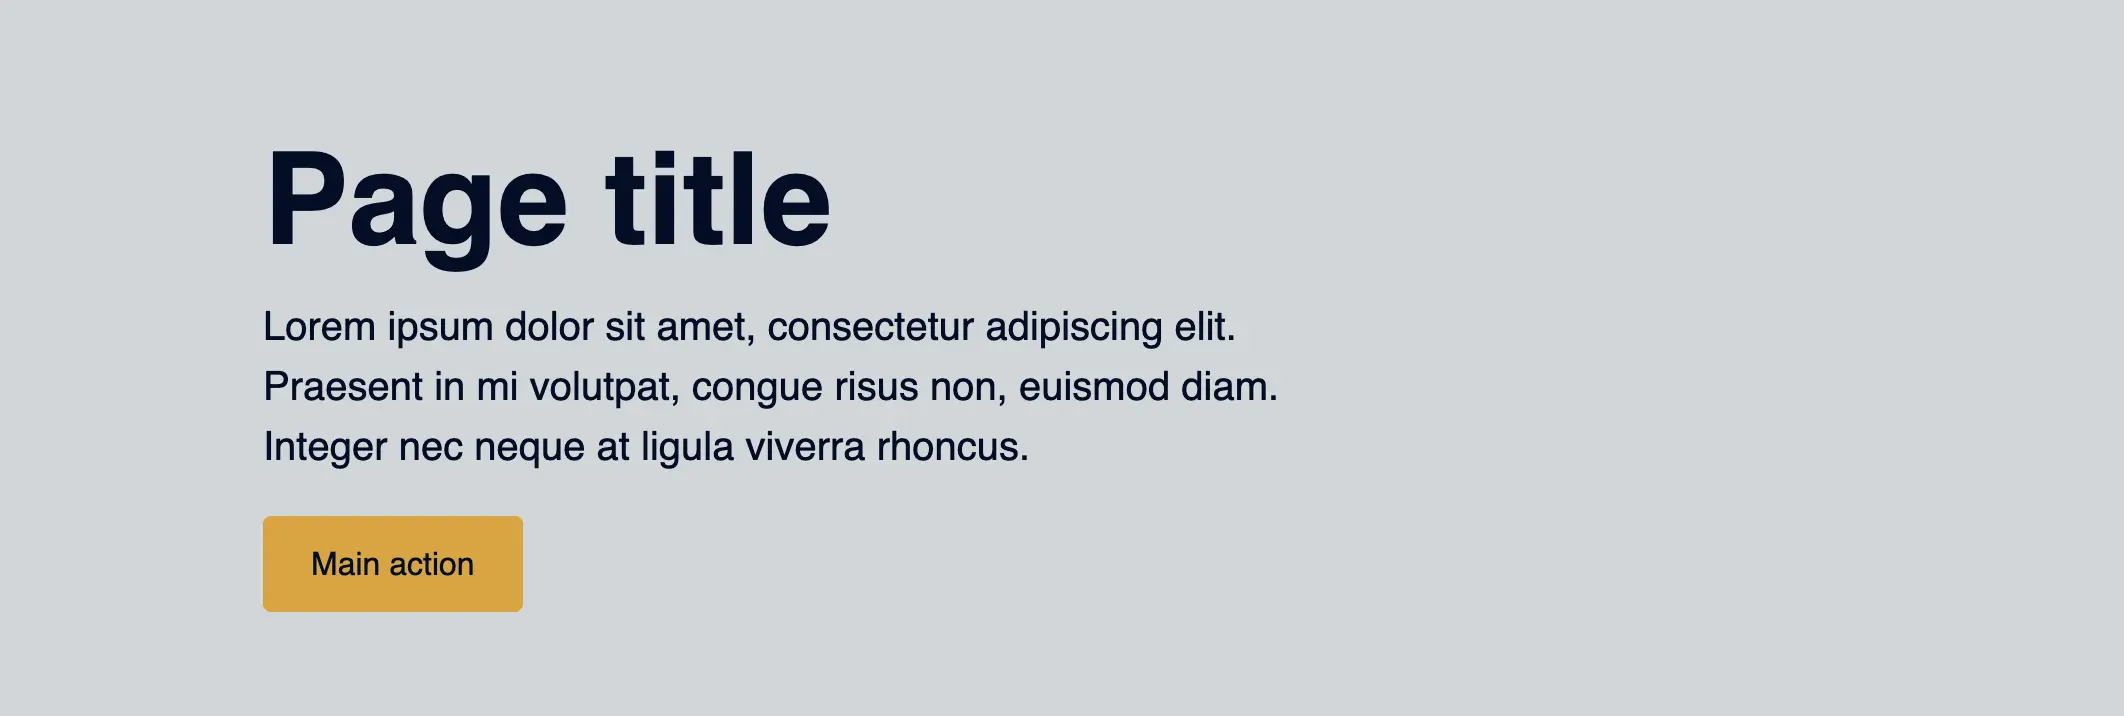 Page title
Lorem ipsum dolor sit amet, consectetur adipiscing elit.
Praesent in mi volutpat, congue risus non, euismod diam.
Integer nec neque at ligula viverra rhoncus.
Main action